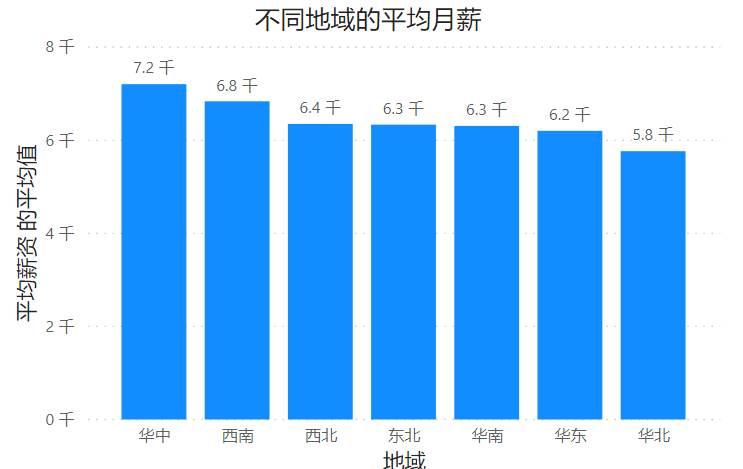 不同地域的平均月薪
8 千
7.2 千
6.8 千
6.4 千
6.3 千
6.3 千
6.2 千
5.8 千
6 千
4 千
2 千
0 千
平均薪资 的平均值
华中
西南
西北
东北
华南
华东
华北
地域